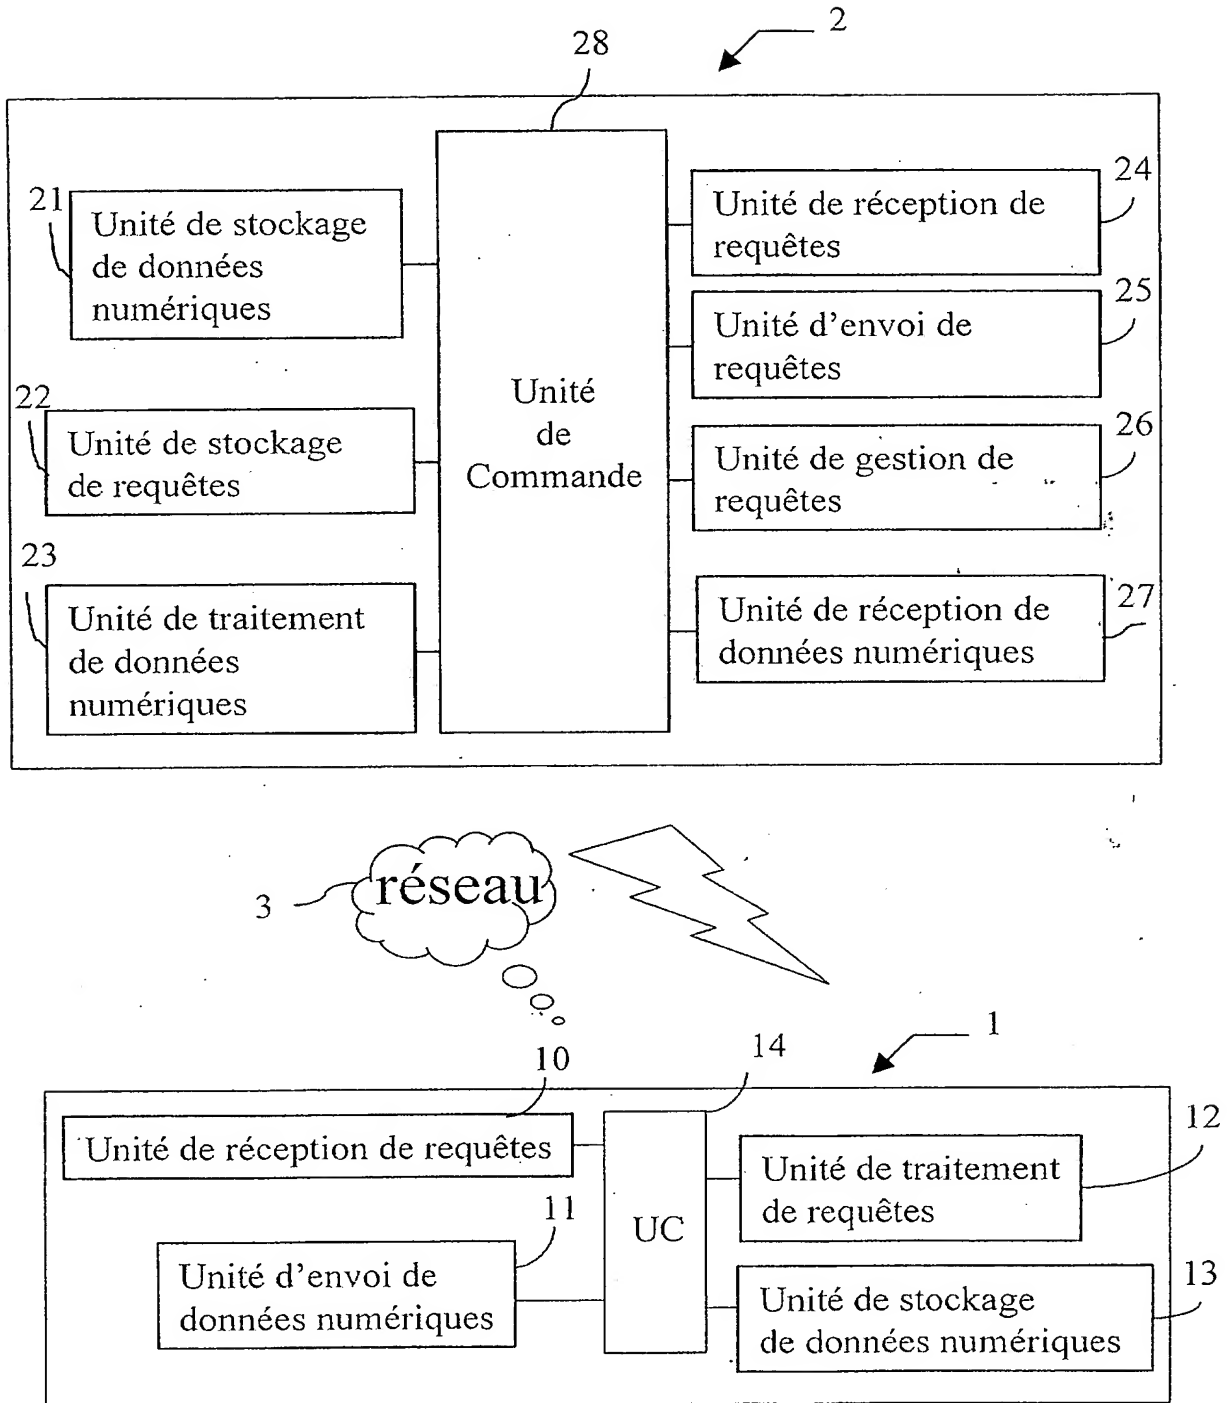 2
28
21
Unité de stockage
de données
numériques
22
Unité de stockage
de requêtes
23
Unité de traitement
de données
numériques
Unité
de
Commande
24
Unité de réception de
requêtes
25
Unité d'envoi de
requêtes
26
Unité de gestion de
requêtes
27
Unité de réception de
données numériques
3
réseau
1
10
Unité de réception de requêtes
11
Unité d'envoi de
données numériques
14
UC
12
Unité de traitement
de requêtes
13
Unité de stockage
de données numériques